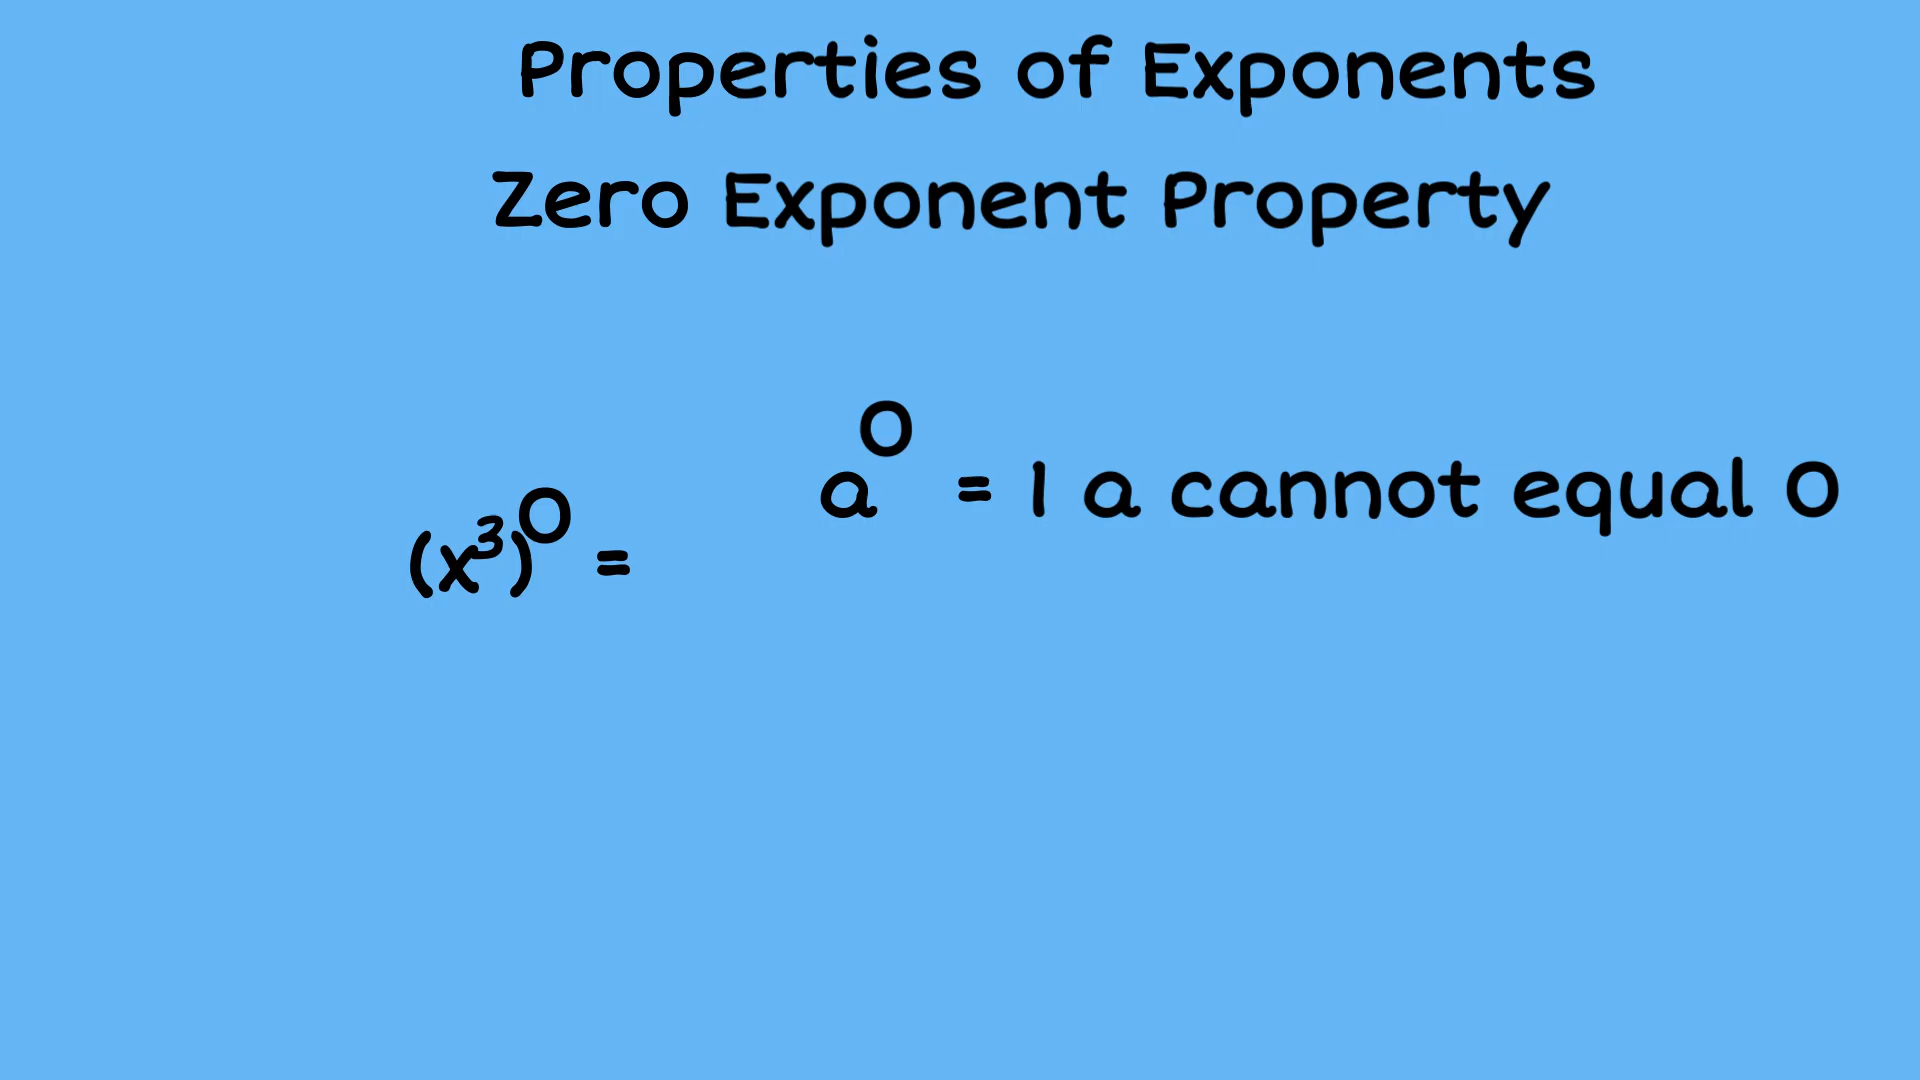 Properties of Exponents
Zero Exponent Property
a⁰ = 1 a cannot equal 0
(x³)⁰ =